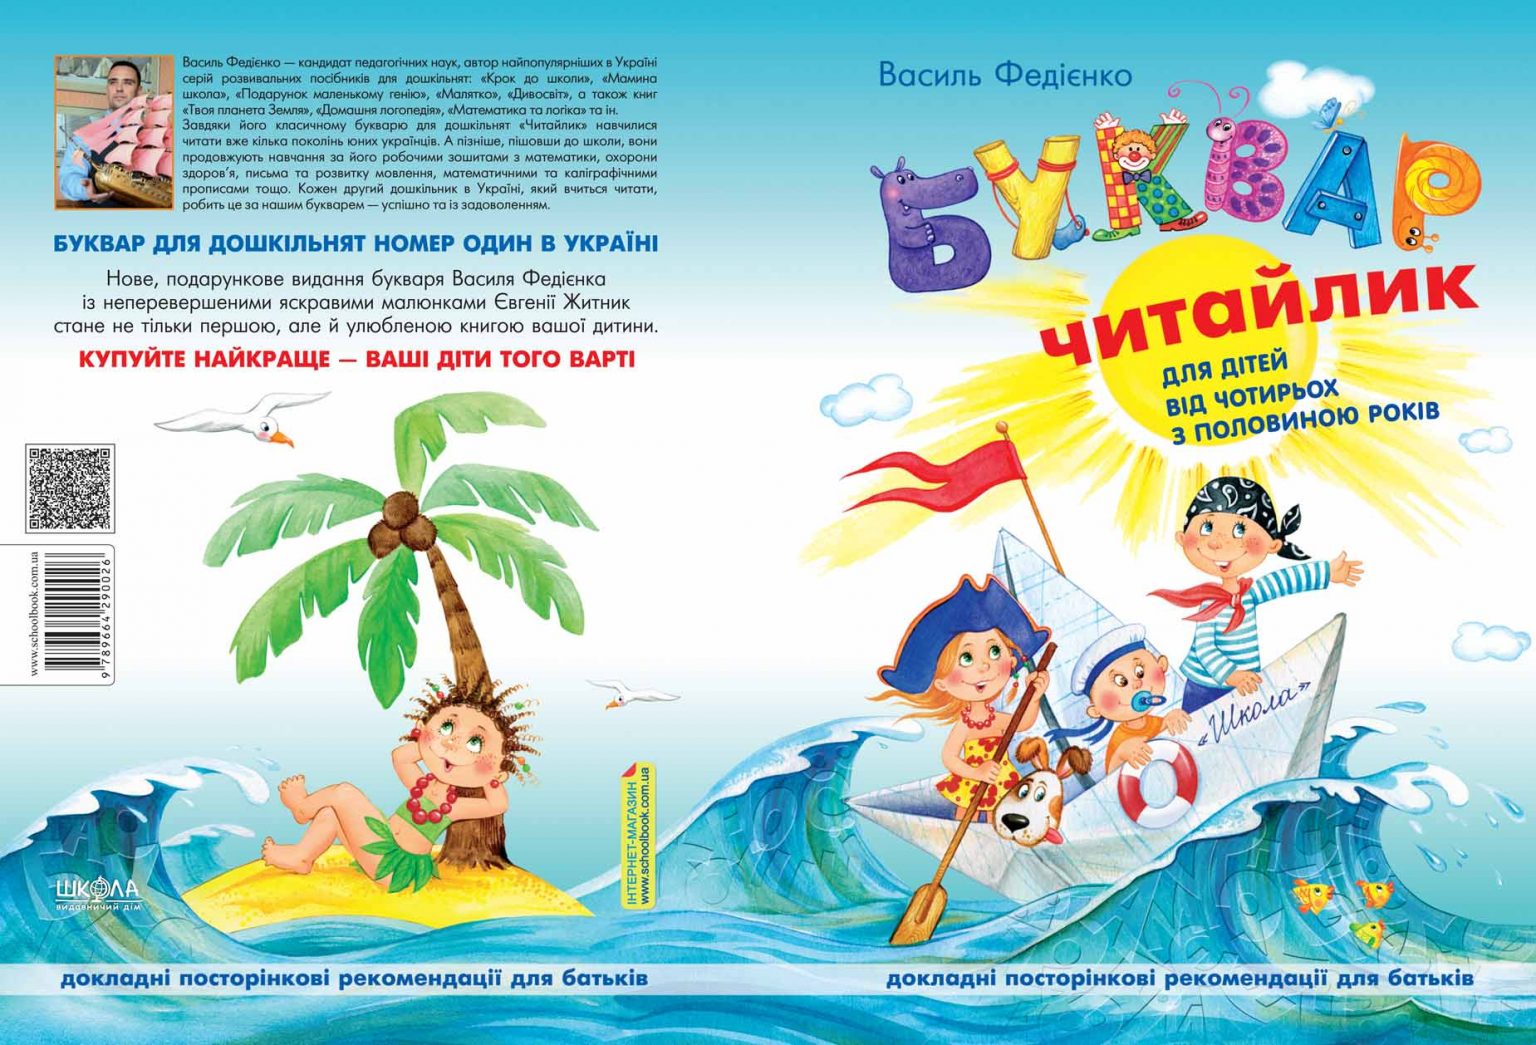 Василь Федієнко — кандидат педагогічних наук, автор найпопулярніших в Україні
серій розвивальних посібників для дошкільнят: «Крок до школи», «Мамина
школа», «Подарунок маленькому генію», «Малятко», «Дивосвіт», а також книг
«Твоя планета Земля», «Домашня логопедія», «Математика та логіка» та ін.
Завдяки його класичному букварю для дошкільнят «Читайлик» навчилися
читати вже кілька поколінь юних українців. А пізніше, пішовши до школи, вони
продовжують навчання за його робочими зошитами з математики, охорони
здоров’я, письма та розвитку мовлення, математичними та каліграфічними
прописами тощо. Кожен другий дошкільник в Україні, який вчиться читати,
робить це за нашим букварем — успішно та із задоволенням.
БУКВАР ДЛЯ ДОШКІЛЬНЯТ НОМЕР ОДИН В УКРАЇНІ
Нове, подарункове видання букваря Василя Федієнка
із неперевершеними яскравими малюнками Євгенії Житник
стане не тільки першою, але й улюбленою книгою вашої дитини.
КУПУЙТЕ НАЙКРАЩЕ — ВАШІ ДІТИ ТОГО ВАРТІ
www.schoolbook.com.ua
9 789664 290026
ІНТЕРНЕТ-МАГАЗИН
www.schoolbook.com.ua
ШКОЛА
видавничий дім
докладні посторінкові рекомендації для батьків
Василь Федієнко
БУКВАР
читайлик
ДЛЯ ДІТЕЙ
ВІД ЧОТИРЬОХ
З ПОЛОВИНОЮ РОКІВ
«Школа»
докладні посторінкові рекомендації для батьків